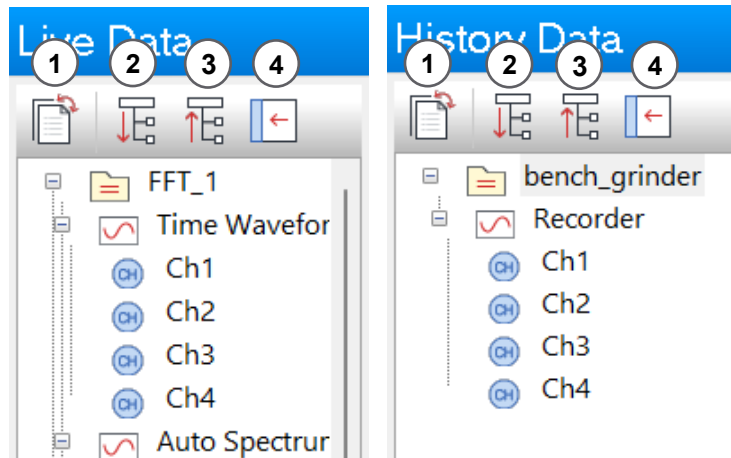 Live Data
1 2 3 4
FFT_1
Time Wavefor
CH Ch1
CH Ch2
CH Ch3
CH Ch4
Auto Spectrur
History Data
1 2 3 4
bench_grinder
Recorder
CH Ch1
CH Ch2
CH Ch3
CH Ch4